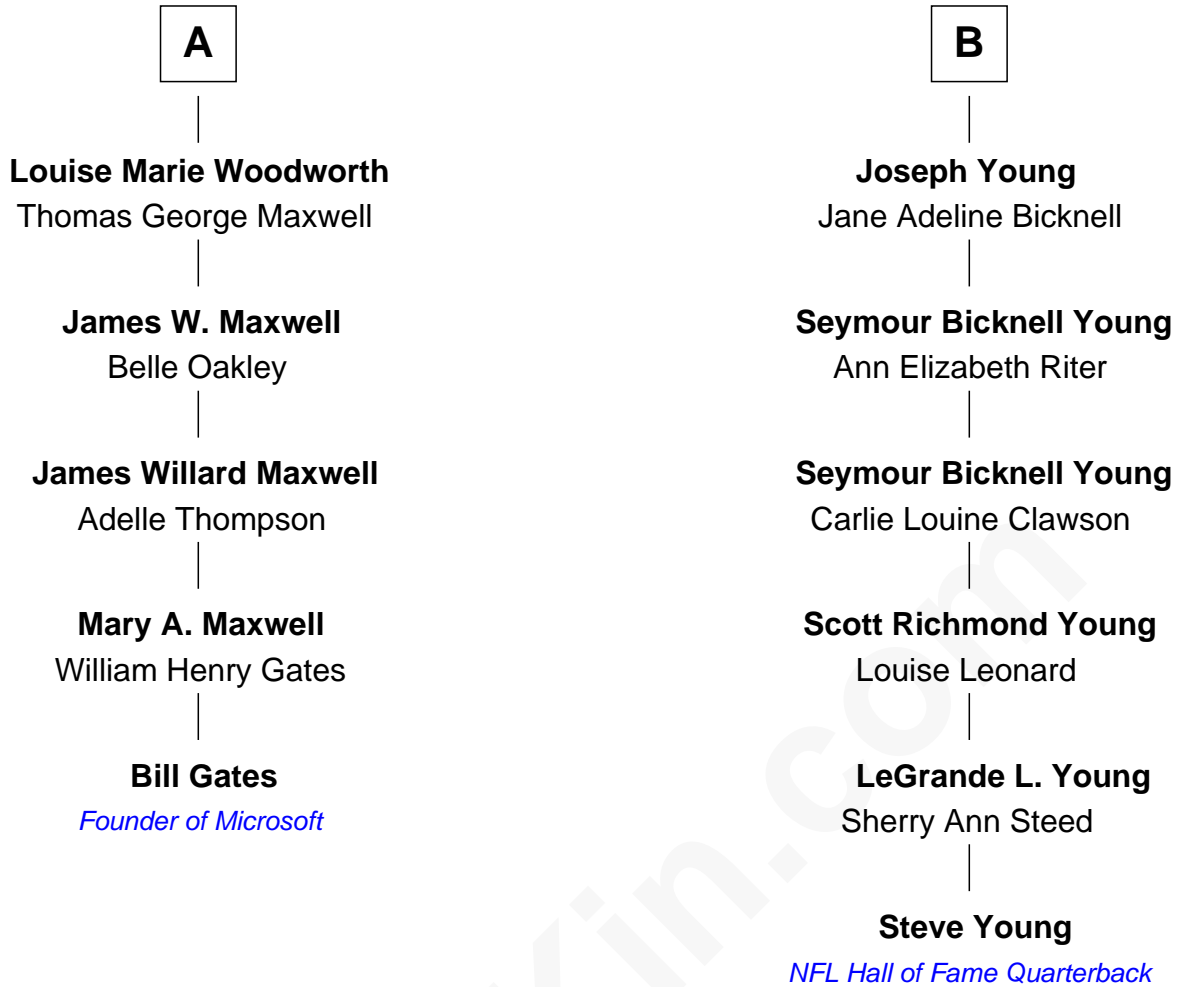 A
Louise Marie Woodworth
Thomas George Maxwell
James W. Maxwell
Belle Oakley
James Willard Maxwell
Adelle Thompson
Mary A. Maxwell
William Henry Gates
Bill Gates
Founder of Microsoft
B
Joseph Young
Jane Adeline Bicknell
Seymour Bicknell Young
Ann Elizabeth Riter
Seymour Bicknell Young
Carlie Louine Clawson
Scott Richmond Young
Louise Leonard
LeGrande L. Young
Sherry Ann Steed
Steve Young
NFL Hall of Fame Quarterback